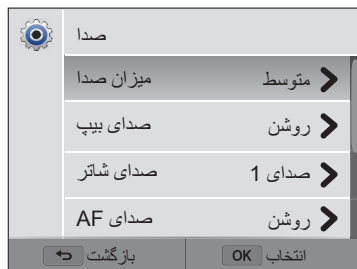 صدا
میزان صدا متوسط
صدای بیپ روشن
صدای شاتر صدای 1
صدای AF روشن
بازگشت انتخاب OK